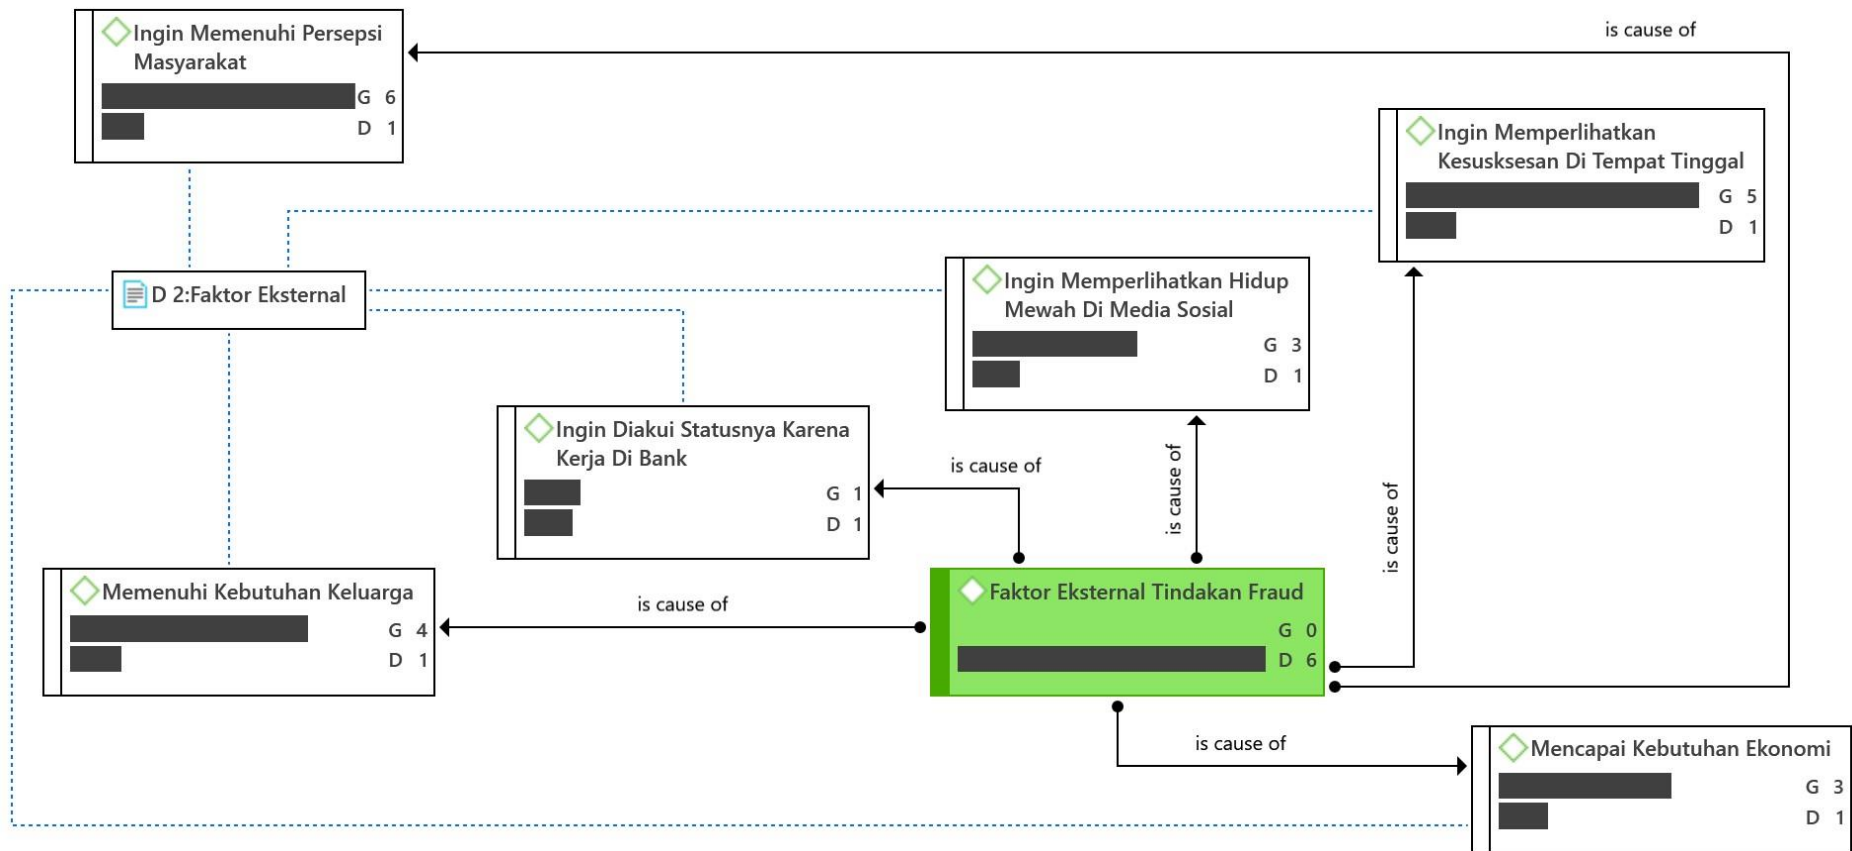 Ingin Memenuhi Persepsi
Masyarakat
G 6
D 1
is cause of
Ingin Memperlihatkan
Kesusksesan Di Tempat Tinggal
G 5
D 1
D 2:Faktor Eksternal
Ingin Memperlihatkan Hidup
Mewah Di Media Sosial
G 3
D 1
Ingin Diakui Statusnya Karena
Kerja Di Bank
G 1
D 1
is cause of
is cause of
is cause of
Memenuhi Kebutuhan Keluarga
G 4
D 1
is cause of
Faktor Eksternal Tindakan Fraud
G 0
D 6
is cause of
Mencapai Kebutuhan Ekonomi
G 3
D 1